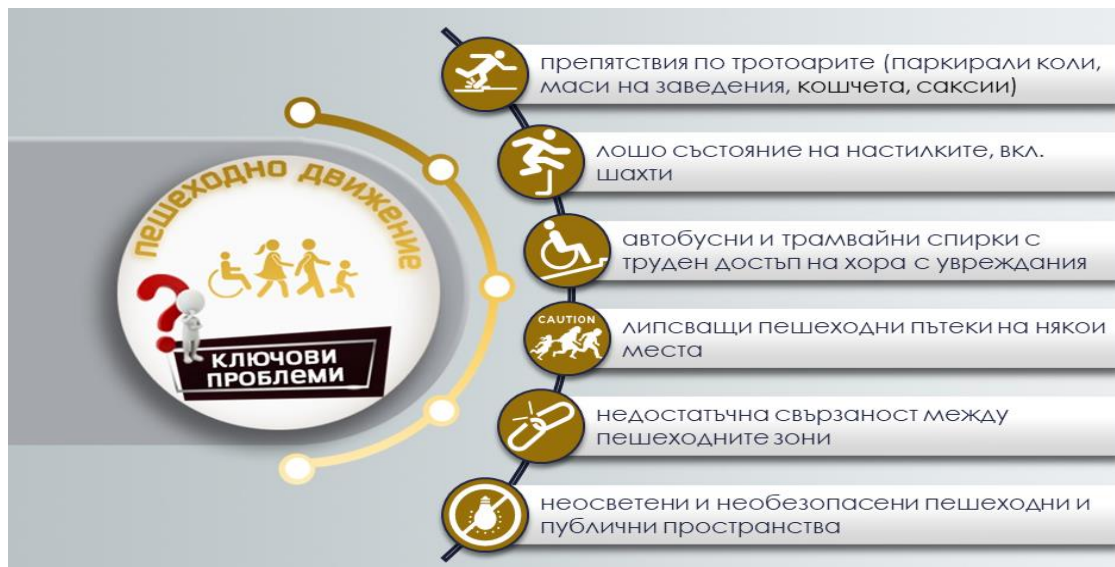 пешеходно движение
?
ключови
проблеми
препятствия по тротоарите (паркирали коли,
маси на заведения, кошчета, саксии)
лошо състояние на настилките, вкл.
шахти
автобусни и трамвайни спирки с
труден достъп на хора с увреждания
CAUTION
липсващи пешеходни пътеки на някои
места
недостатъчна свързаност между
пешеходните зони
неосветени и необезопасени пешеходни и
публични пространства